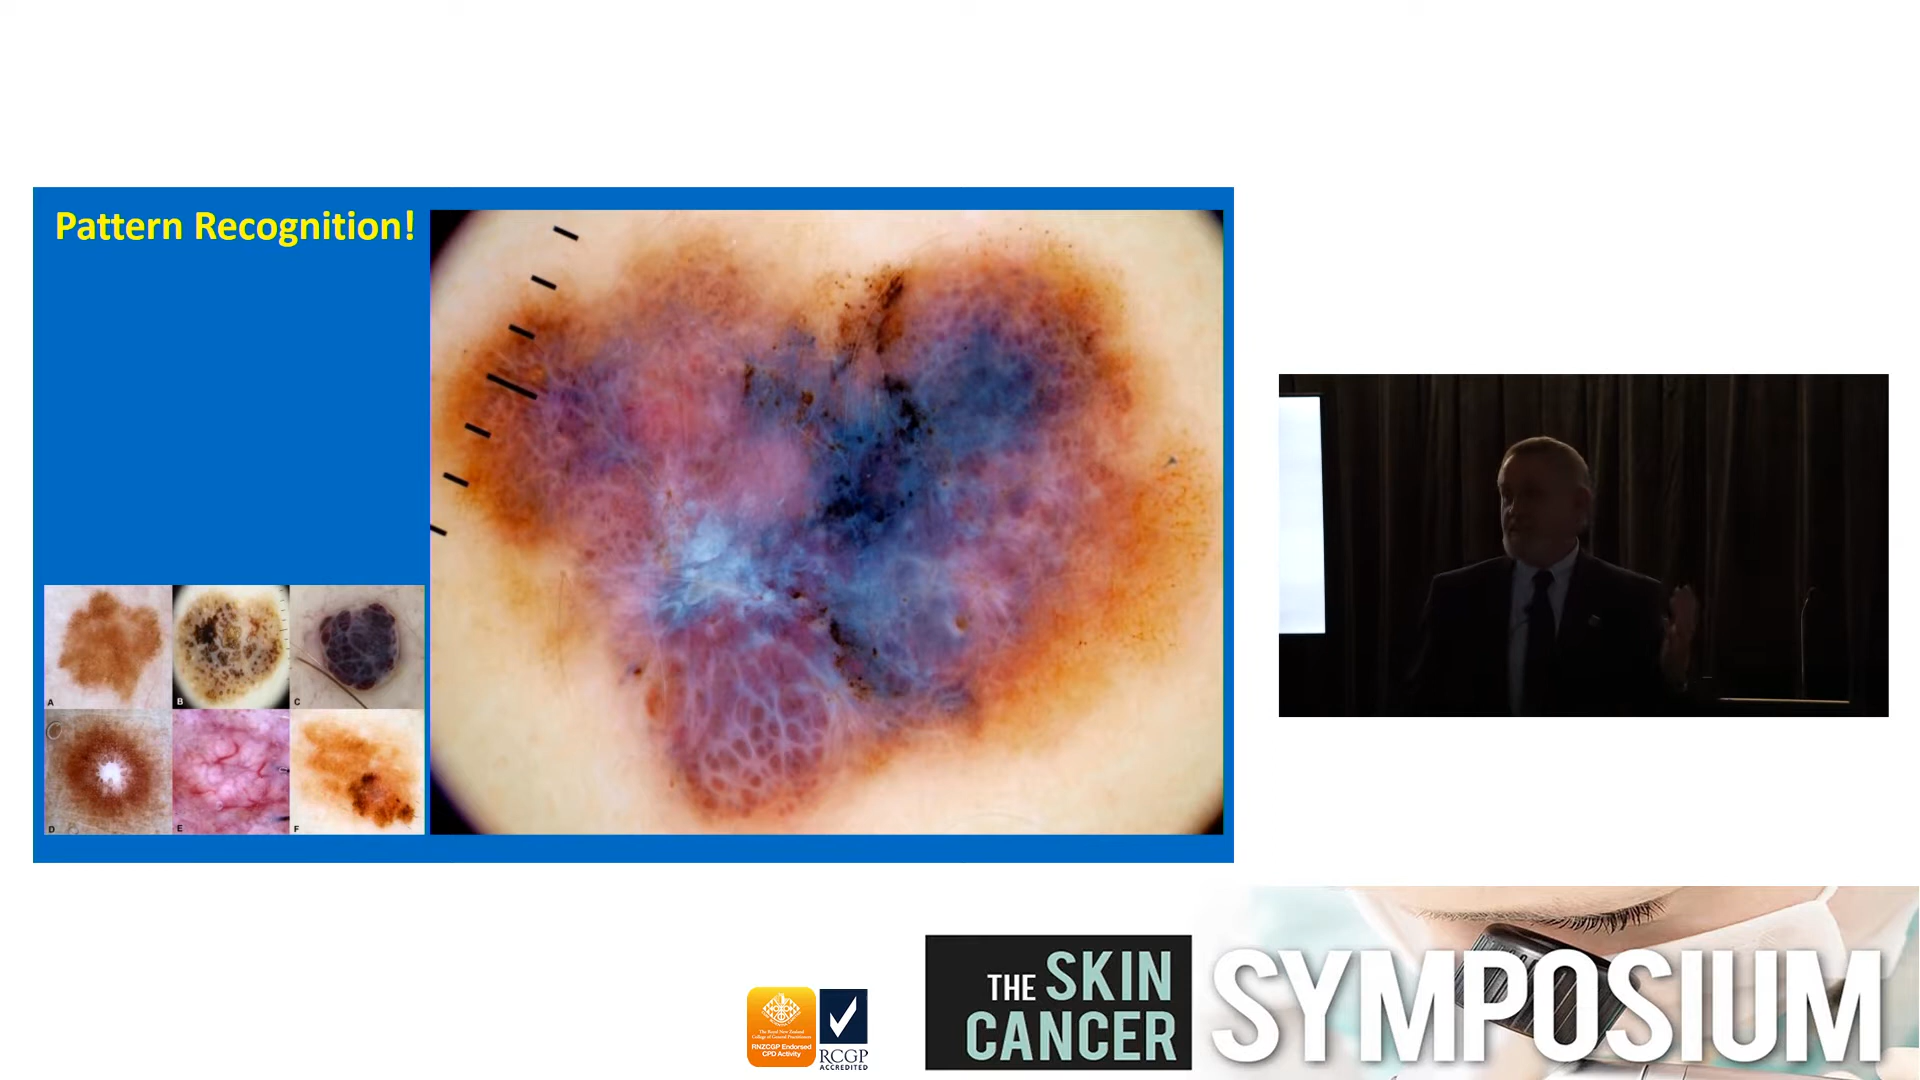 Pattern Recognition!
A
B
C
D
E
F
The Royal New Zealand
College of General Practitioners
RNZCGP Endorsed
CPD Activity
RCGP
ACCREDITED
THE SKIN
CANCER
SYMPOSIUM